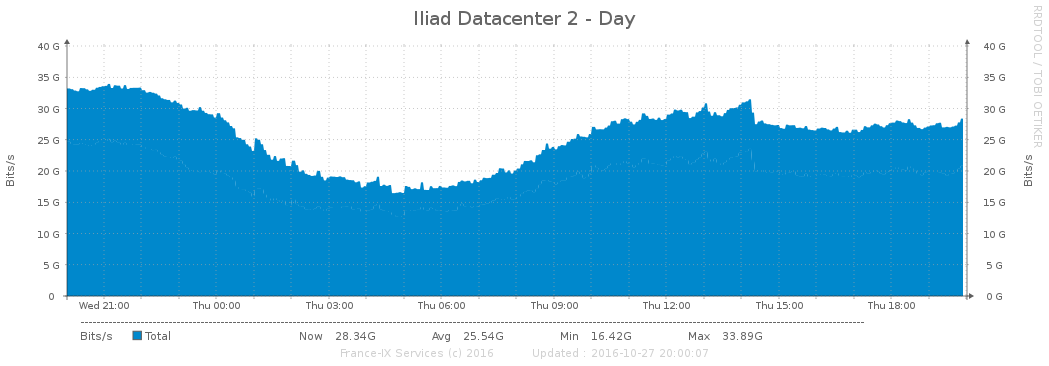 Iliad Datacenter 2 - Day
RRDTOOL / TOBI OETIKER
40 G 40 G
35 G 35 G
30 G 30 G
25 G 25 G
20 G 20 G
15 G 15 G
10 G 10 G
5 G 5 G
0 0 G
Bits/s
Bits/s
Wed 21:00 Thu 00:00 Thu 03:00 Thu 06:00 Thu 09:00 Thu 12:00 Thu 15:00 Thu 18:00
Bits/s Total Now 28.34G Avg 25.54G Min 16.42G Max 33.89G
France-IX Services (c) 2016 Updated : 2016-10-27 20:00:07